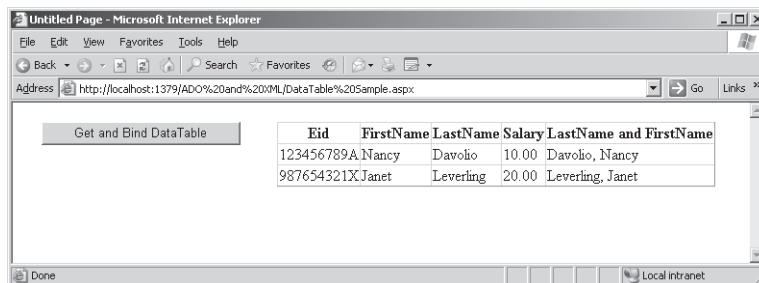 Untitled Page - Microsoft Internet Explorer
File Edit View Favorites Tools Help
Back Search Favorites
Address http://localhost:1379/ADO%20and%20XML/DataTable%20Sample.aspx Go Links »
Get and Bind DataTable
Eid FirstName LastName Salary LastName and FirstName
123456789A Nancy Davolio 10.00 Davolio, Nancy
987654321X Janet Leverling 20.00 Leverling, Janet
Done Local intranet